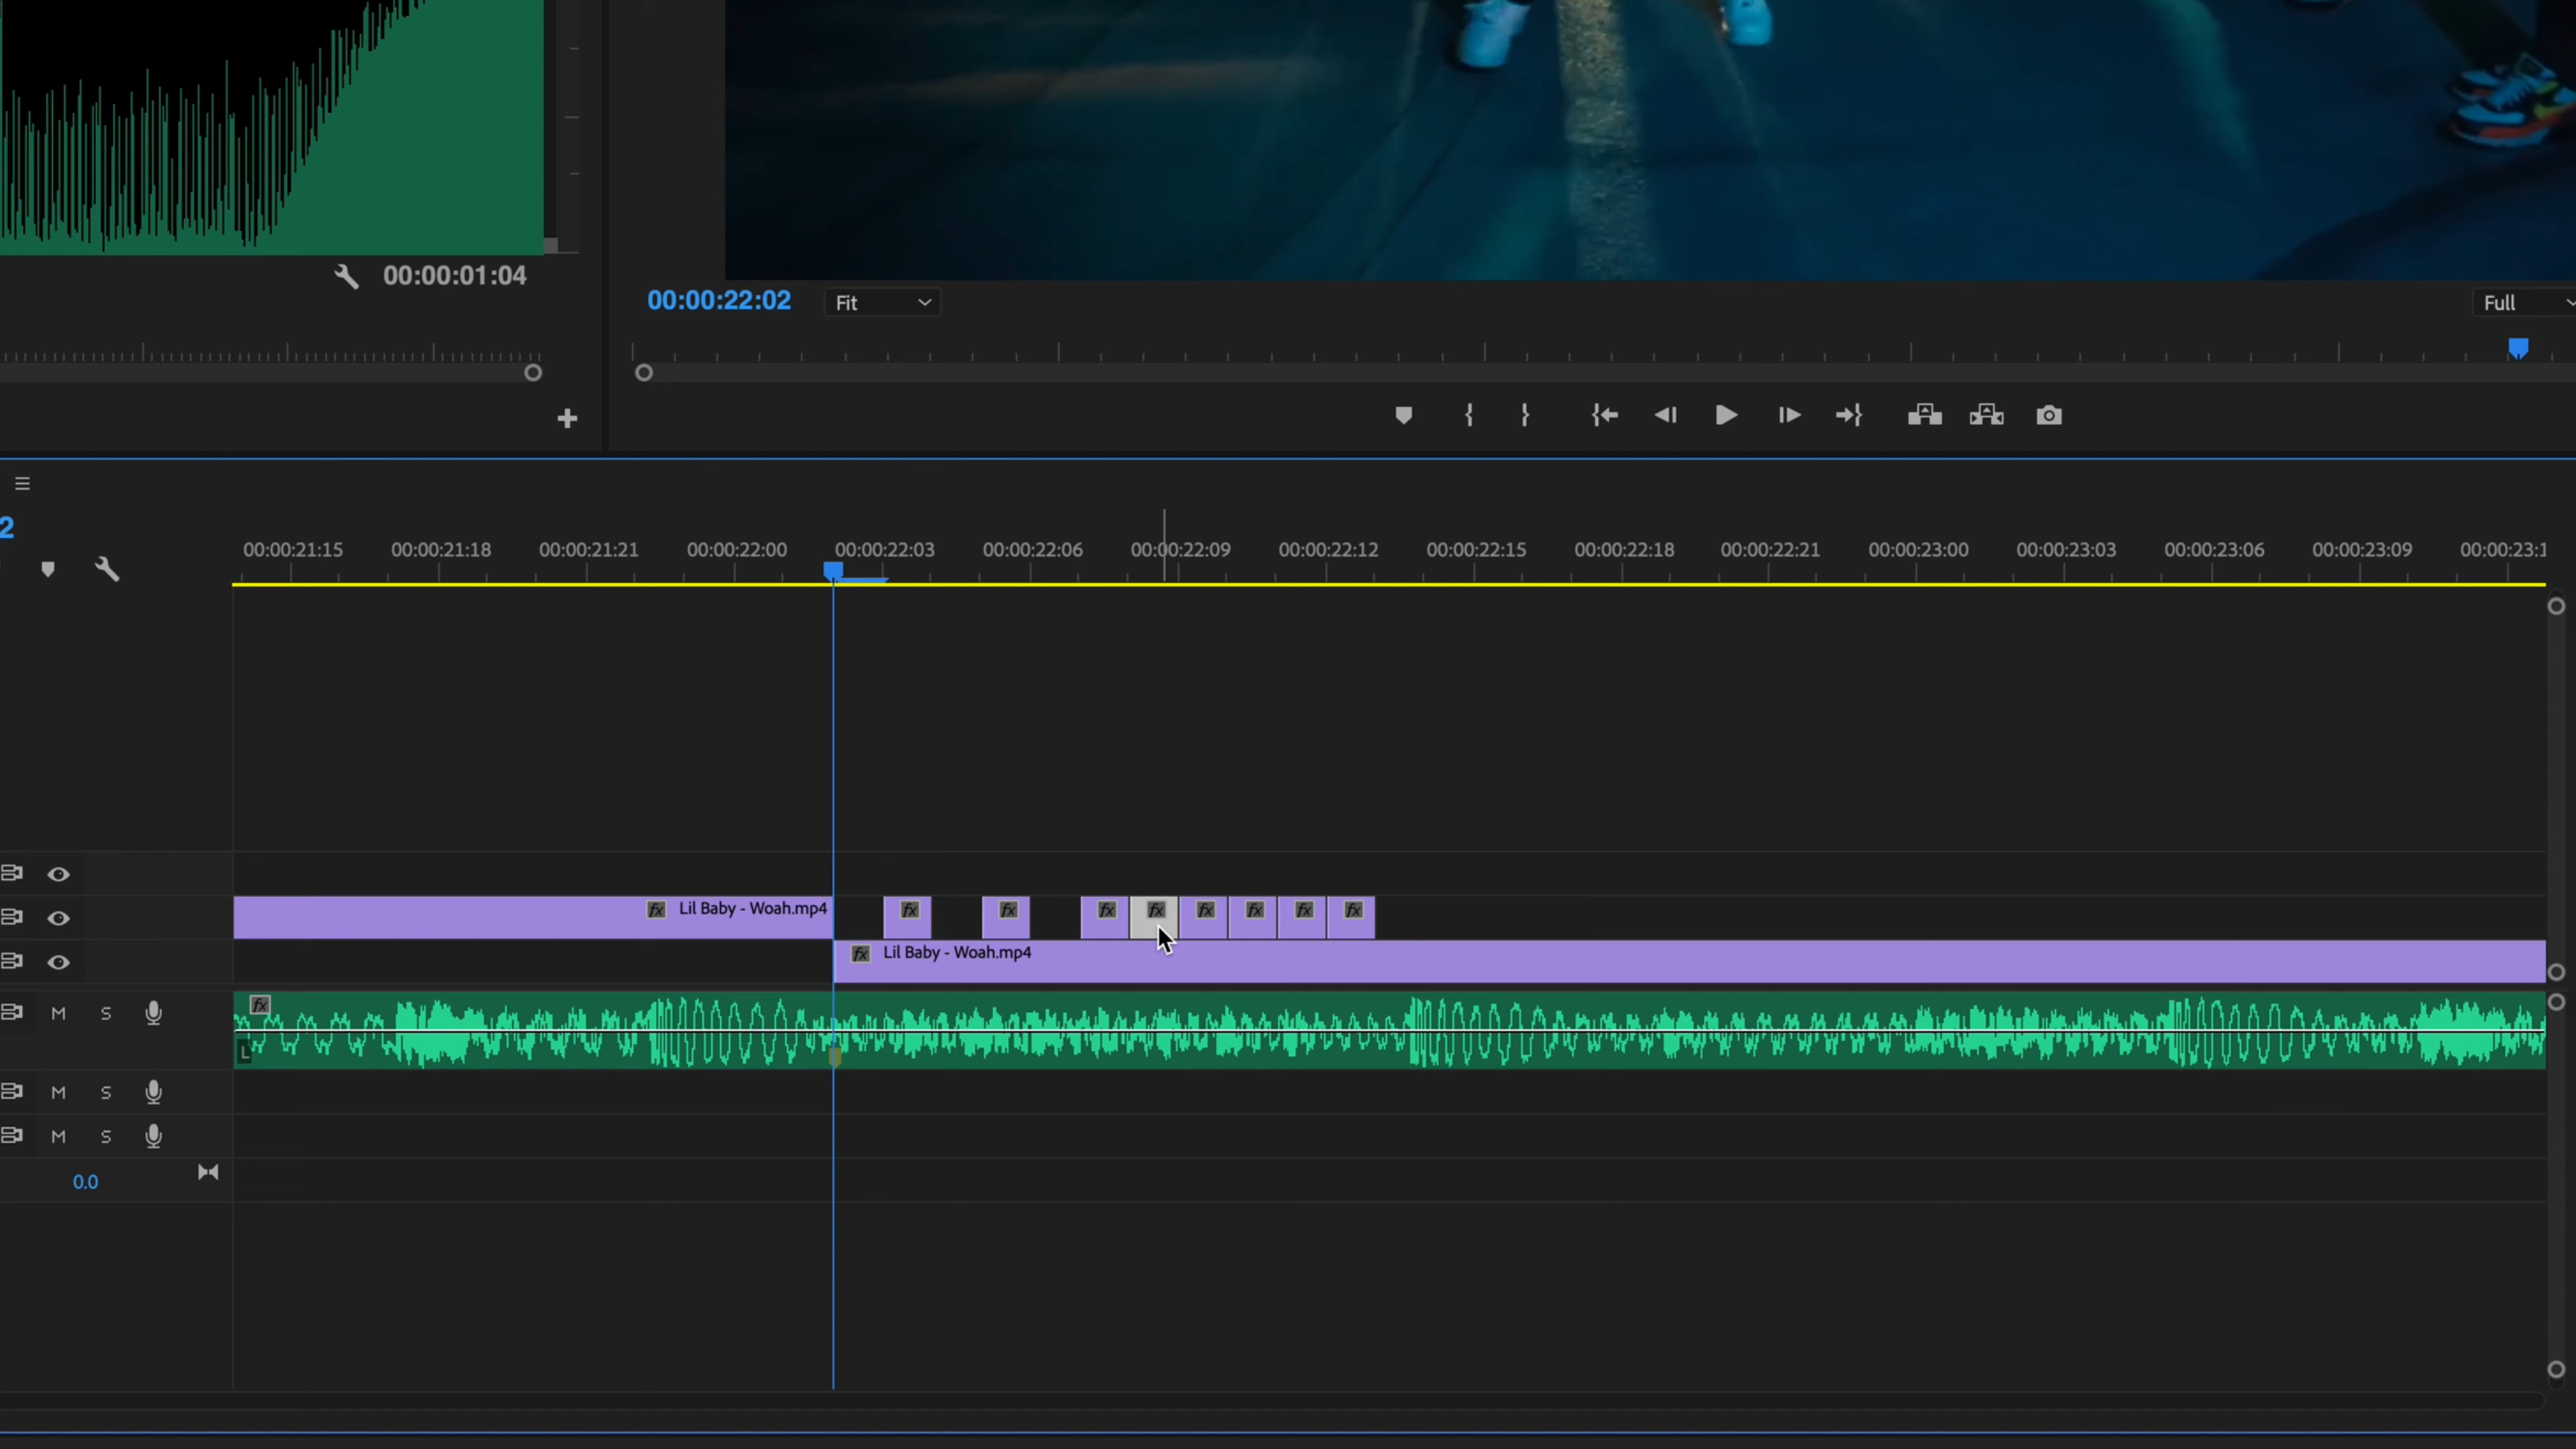 00:00:01:04
00:00:22:02 Fit Full
2
00:00:21:15 00:00:21:18 00:00:21:21 00:00:22:00 00:00:22:03 00:00:22:06 00:00:22:09 00:00:22:12 00:00:22:15 00:00:22:18 00:00:22:21 00:00:23:00 00:00:23:03 00:00:23:06 00:00:23:09 00:00:23:1
fx Lil Baby - Woah.mp4 fx fx fx fx fx fx fx fx
fx Lil Baby - Woah.mp4
fx
M S
L
M S
M S
0.0